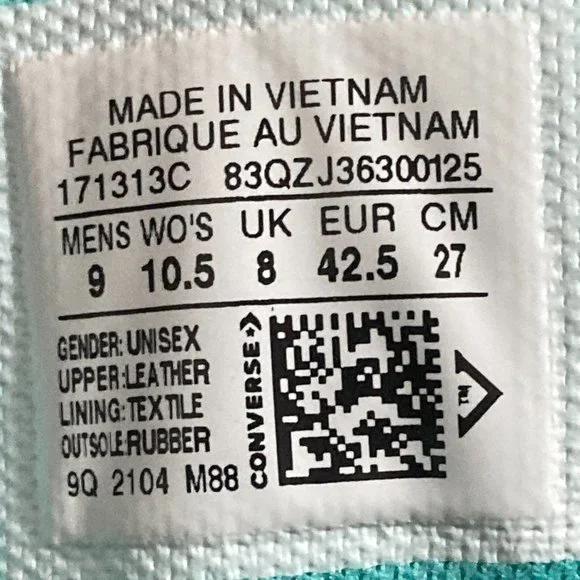 MADE IN VIETNAM
FABRIQUE AU VIETNAM
171313C 83QZJ36300125
MENS WO'S UK EUR CM
9 10.5 8 42.5 27
GENDER: UNISEX
UPPER:LEATHER
LINING:TEXTILE
OUTSOLE:RUBBER
9Q 2104 M88
CONVERSE